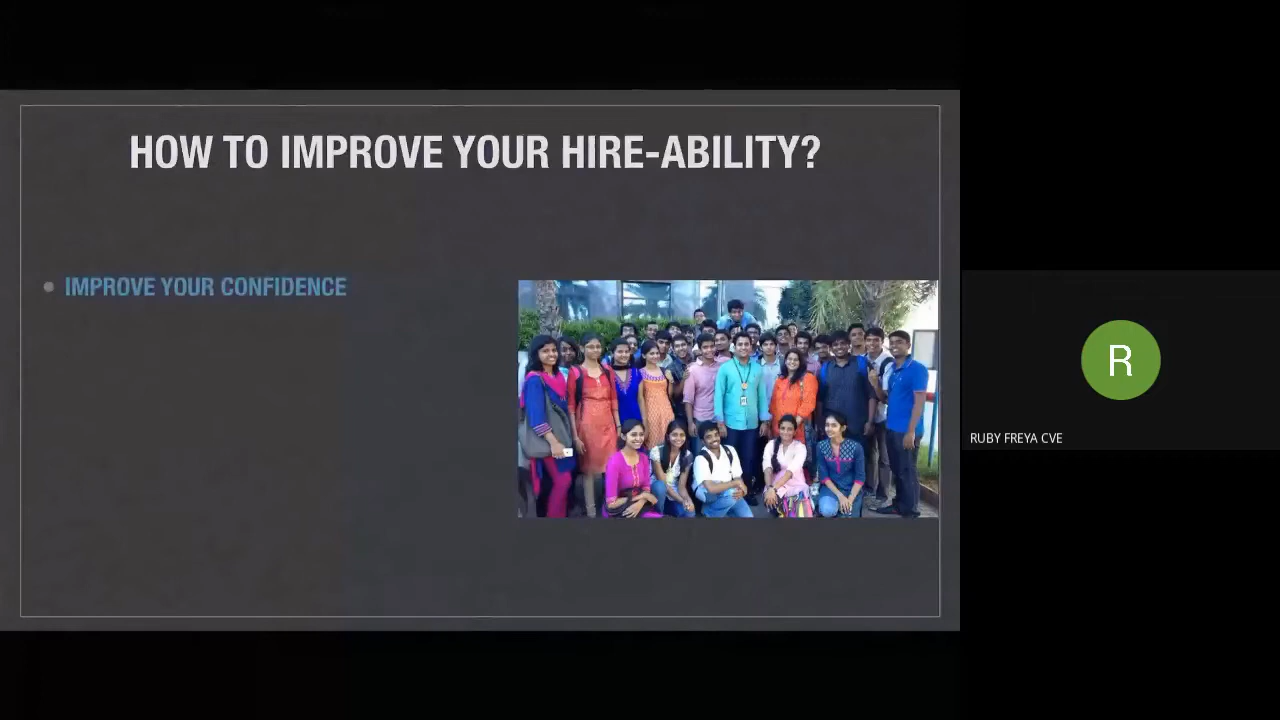 HOW TO IMPROVE YOUR HIRE-ABILITY?
IMPROVE YOUR CONFIDENCE
R
RUBY FREYA CVE